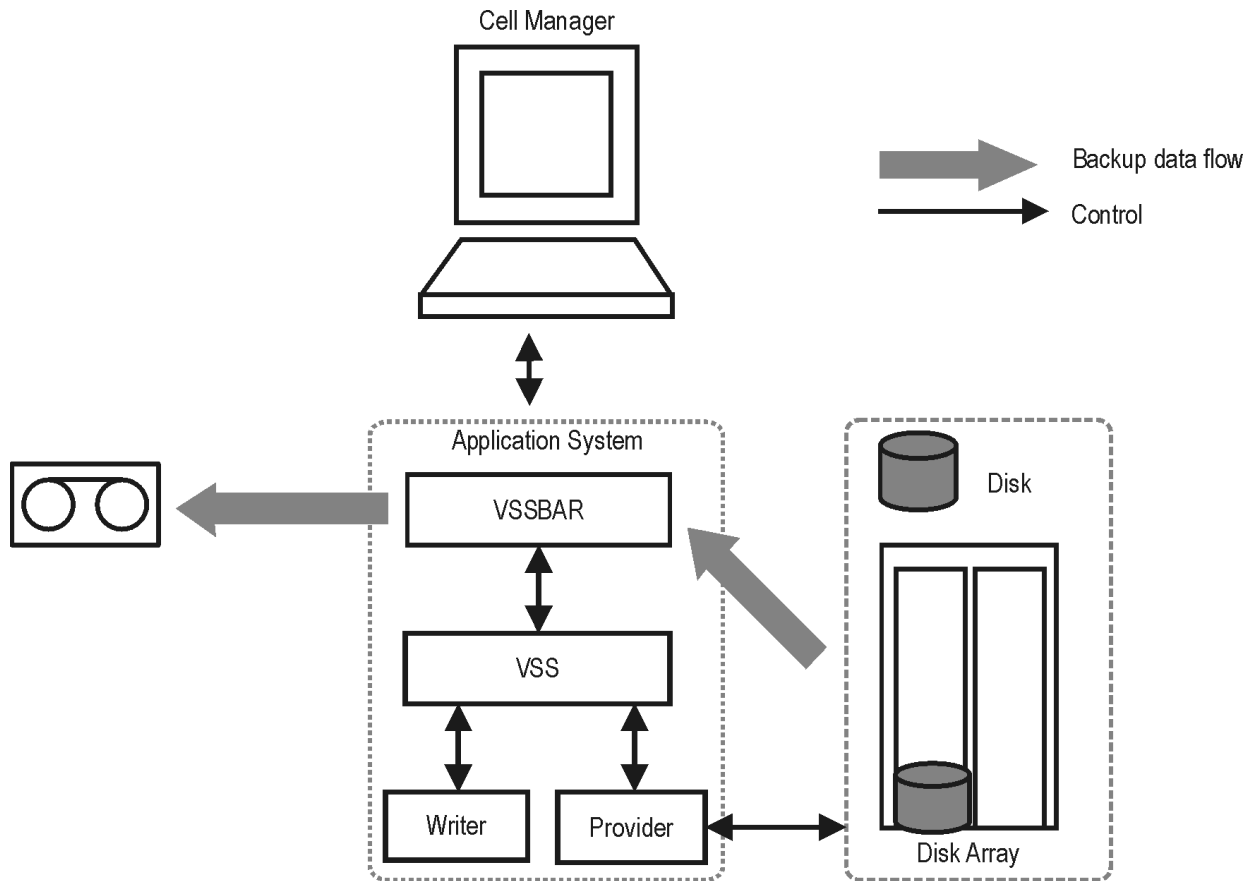 Cell Manager
Backup data flow
Control
Application System
VSSBAR
Disk
VSS
Writer
Provider
Disk Array